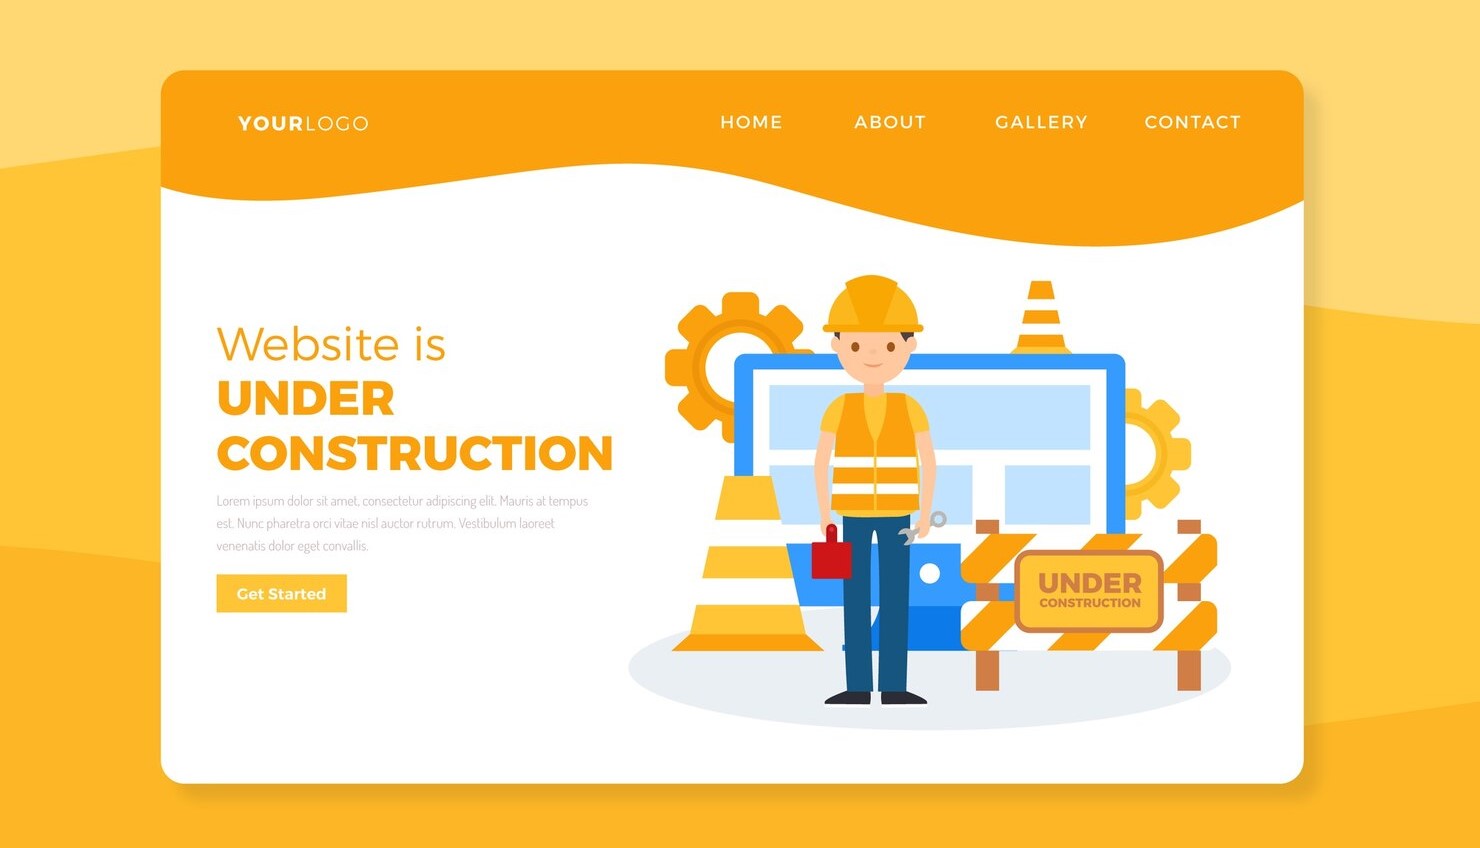 YOURLOGO
HOME ABOUT GALLERY CONTACT
Website is
UNDER
CONSTRUCTION
Lorem ipsum dolor sit amet, consectetur adipiscing elit. Mauris at tempus
est. Nunc pharetra orci vitae nisl auctor rutrum. Vestibulum laoreet
venenatis dolor eget convallis.
Get Started
UNDER
CONSTRUCTION